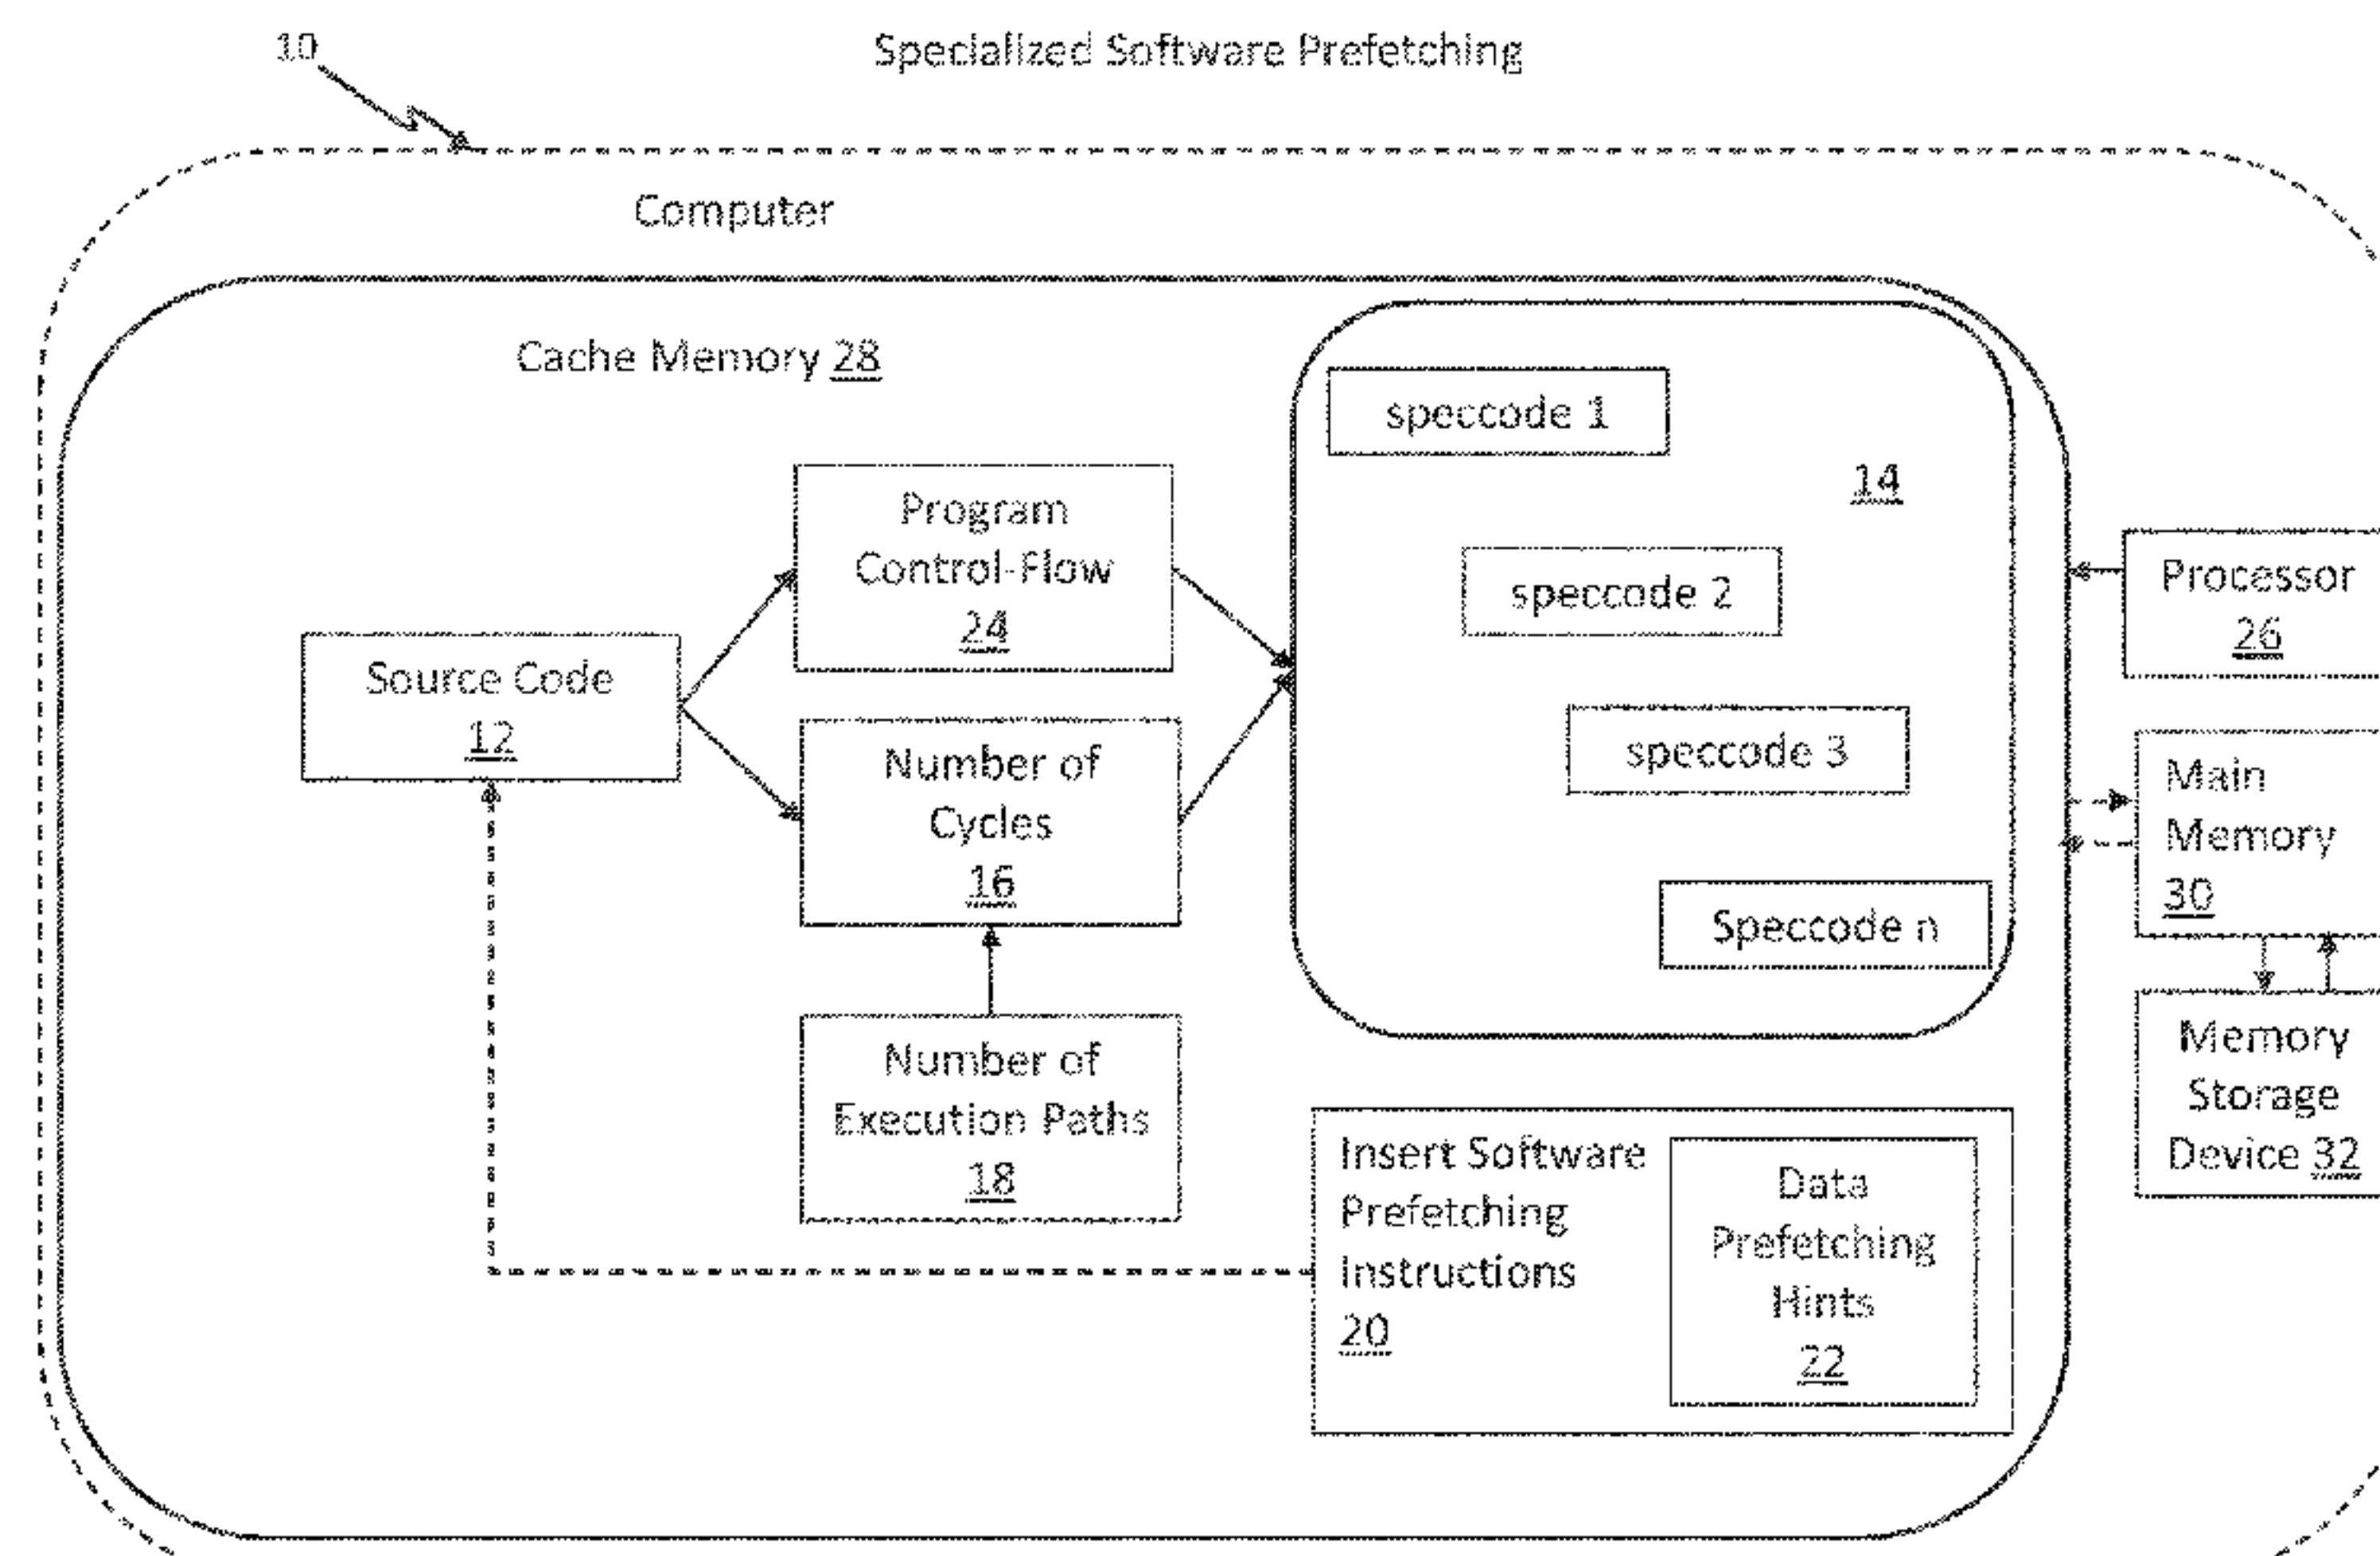 10
Specialized Software Prefetching
Computer
Cache Memory 28
speccode 1
14
speccode 2
speccode 3
Speccode n
Program
Control-Flow
24
Source Code
12
Number of
Cycles
16
Number of
Execution Paths
18
Insert Software
Prefetching
Instructions
20
Data
Prefetching
Hints
22
Processor
26
Main
Memory
30
Memory
Storage
Device 32